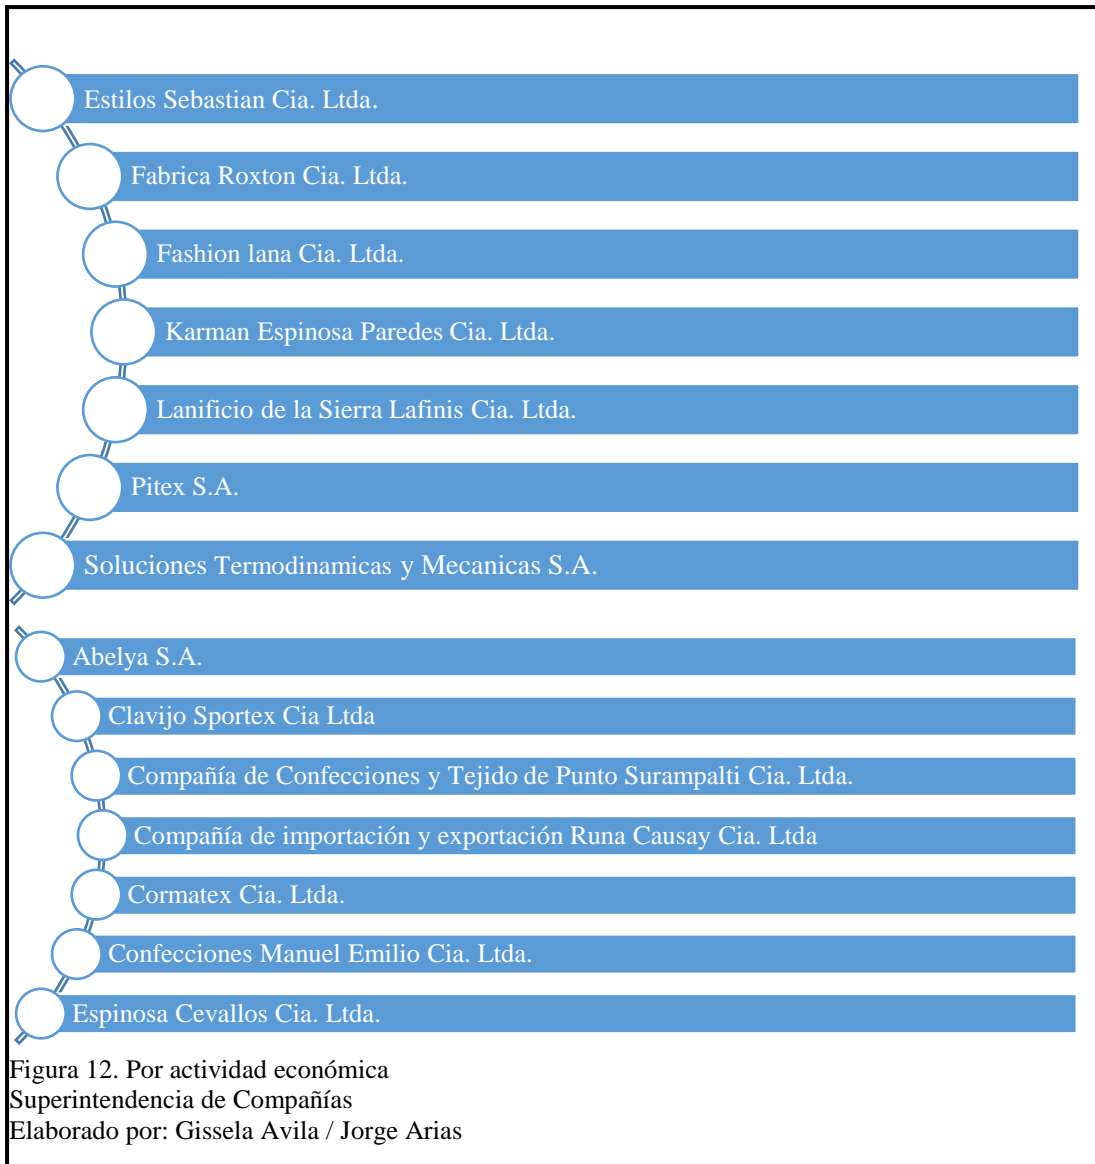 Estilos Sebastian Cia. Ltda.
Fabrica Roxton Cia. Ltda.
Fashion lana Cia. Ltda.
Karman Espinosa Paredes Cia. Ltda.
Lanificio de la Sierra Lafinis Cia. Ltda.
Pitex S.A.
Soluciones Termodinamicas y Mecanicas S.A.
Abelya S.A.
Clavijo Sportex Cia Ltda
Compañía de Confecciones y Tejido de Punto Surampalti Cia. Ltda.
Compañía de importación y exportación Runa Causay Cia. Ltda
Cormatex Cia. Ltda.
Confecciones Manuel Emilio Cia. Ltda.
Espinosa Cevallos Cia. Ltda.
Figura 12. Por actividad económica
Superintendencia de Compañías
Elaborado por: Gissela Avila / Jorge Arias